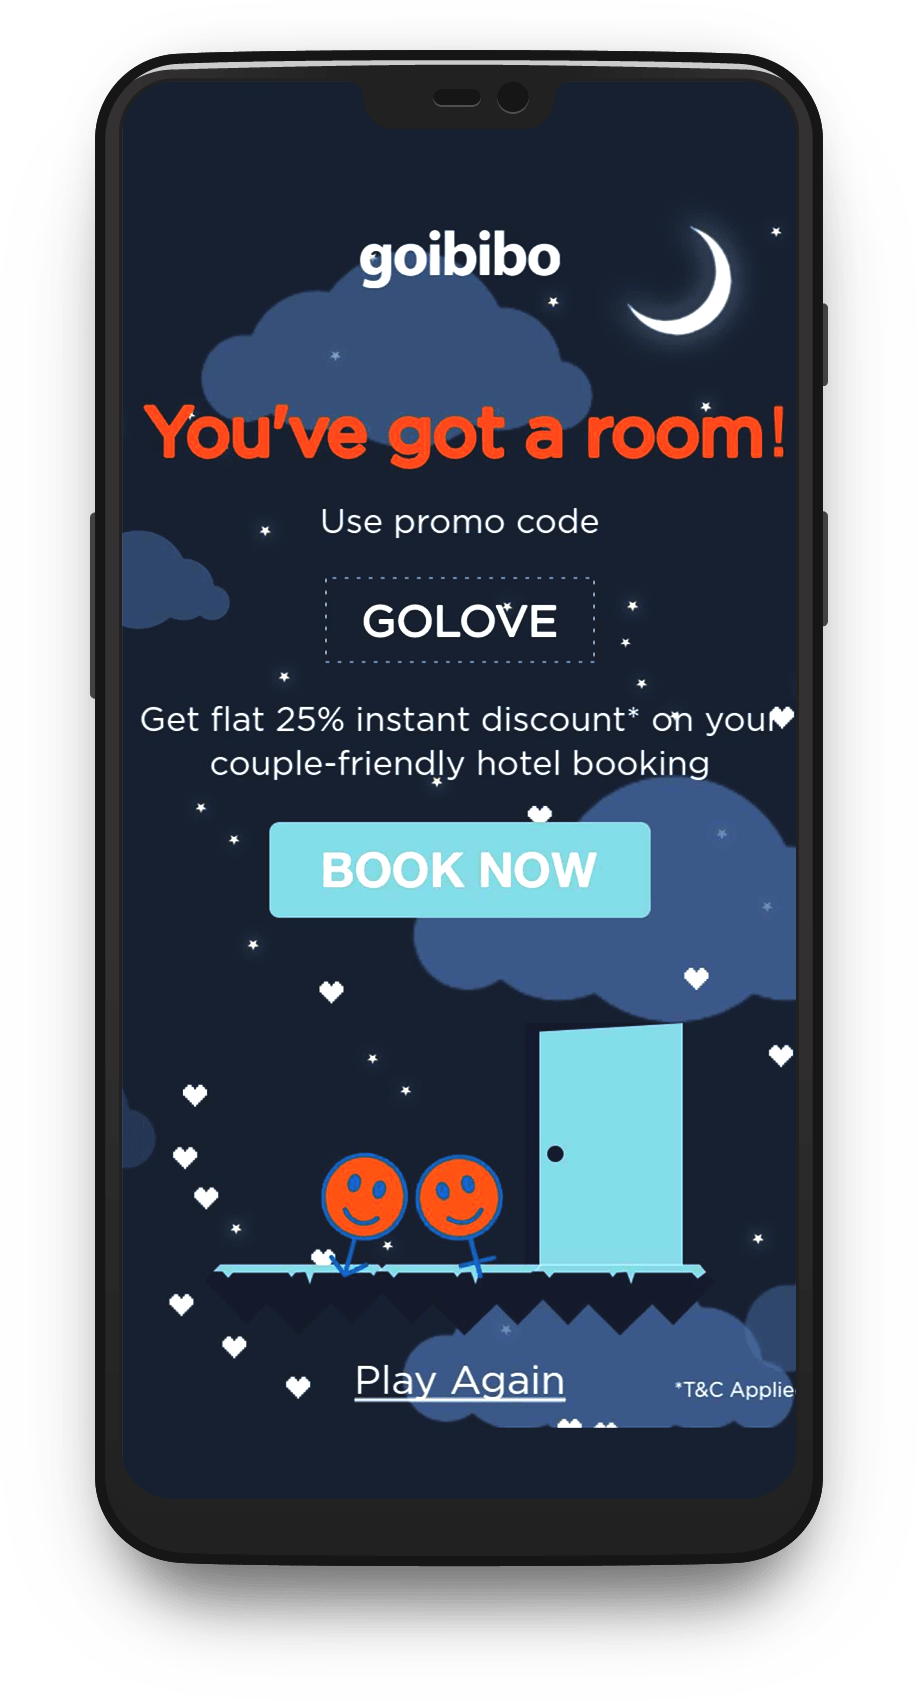 goibibo
You've got a room!
Use promo code
GOLOVE
Get flat 25% instant discount* on your
couple-friendly hotel booking
BOOK NOW
Play Again
*T&C Applie